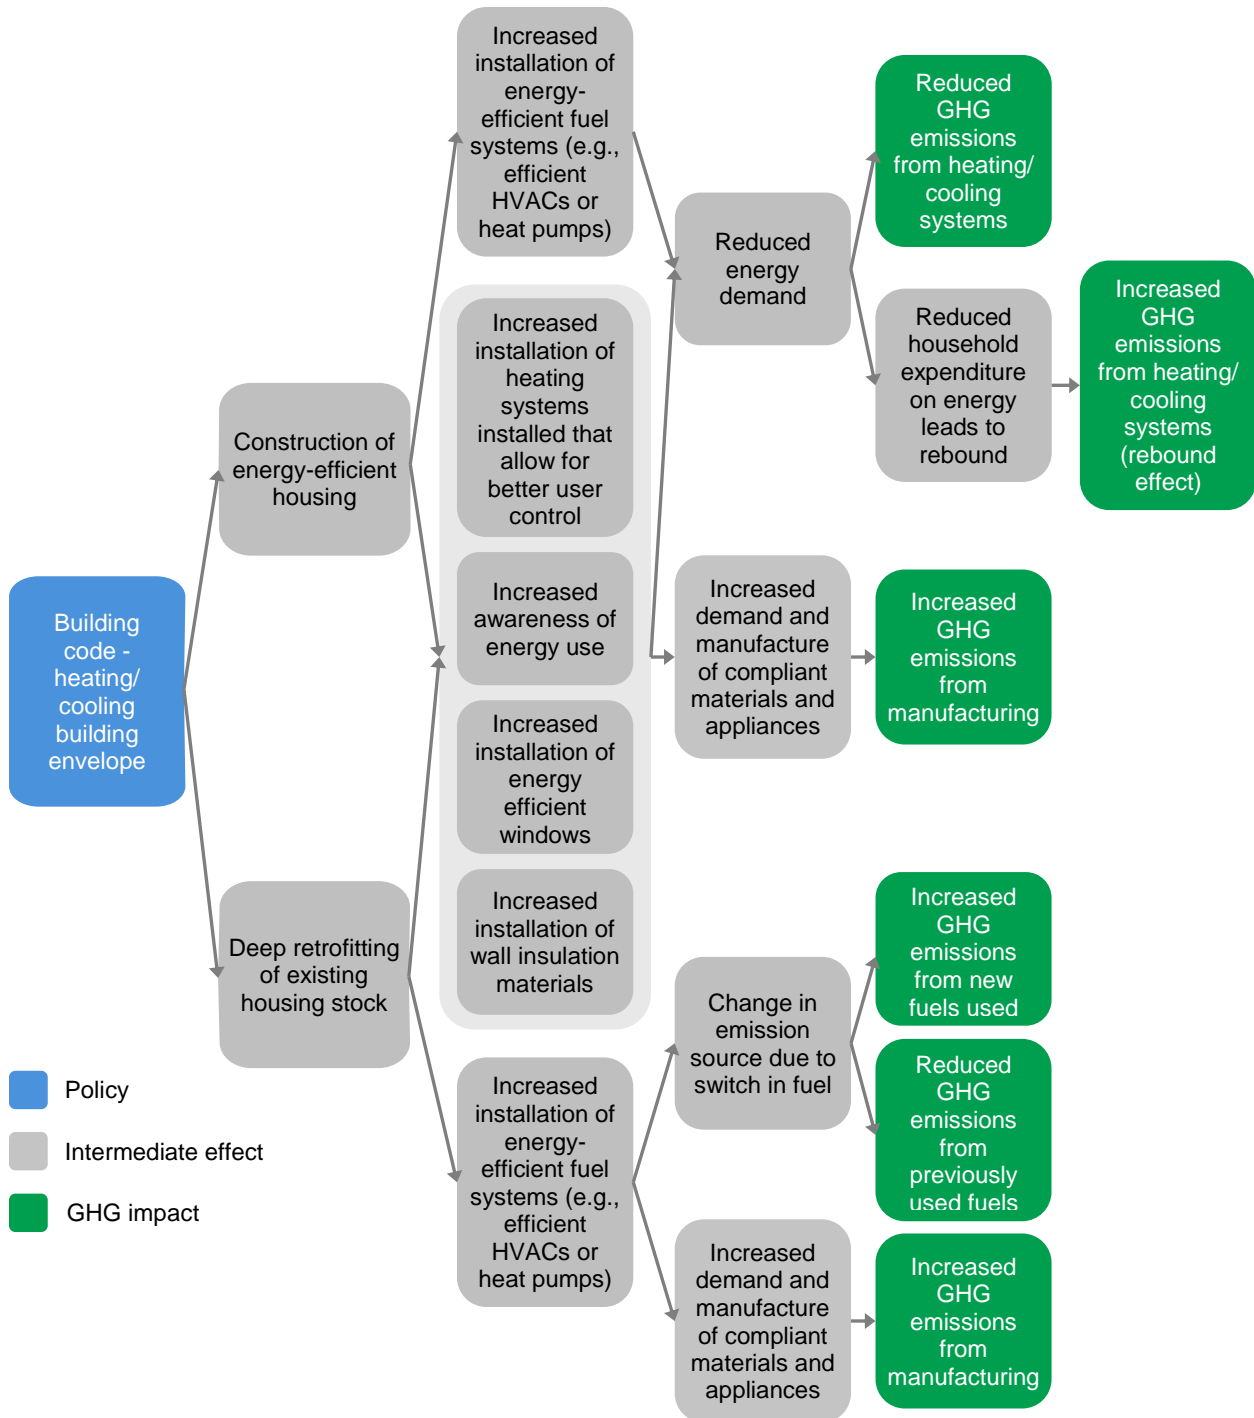 Building
code -
heating/
cooling
building
envelope
Construction of
energy-efficient
housing
Deep retrofitting
of existing
housing stock
Increased
installation of
energy-
efficient fuel
systems (e.g.,
efficient
HVACs or
heat pumps)
Increased
installation of
heating
systems
installed that
allow for
better user
control
Increased
awareness of
energy use
Increased
installation of
energy
efficient
windows
Increased
installation of
wall insulation
materials
Increased
installation of
energy-
efficient fuel
systems (e.g.,
efficient
HVACs or
heat pumps)
Reduced
energy
demand
Increased
demand and
manufacture
of compliant
materials and
appliances
Change in
emission
source due to
switch in fuel
Increased
demand and
manufacture
of compliant
materials and
appliances
Reduced
GHG
emissions
from heating/
cooling
systems
Reduced
household
expenditure
on energy
leads to
rebound
Increased
GHG
emissions
from heating/
cooling
systems
(rebound
effect)
Increased
GHG
emissions
from
manufacturing
Increased
GHG
emissions
from new
fuels used
Reduced
GHG
emissions
from
previously
used fuels
Increased
GHG
emissions
from
manufacturing
Policy
Intermediate effect
GHG impact